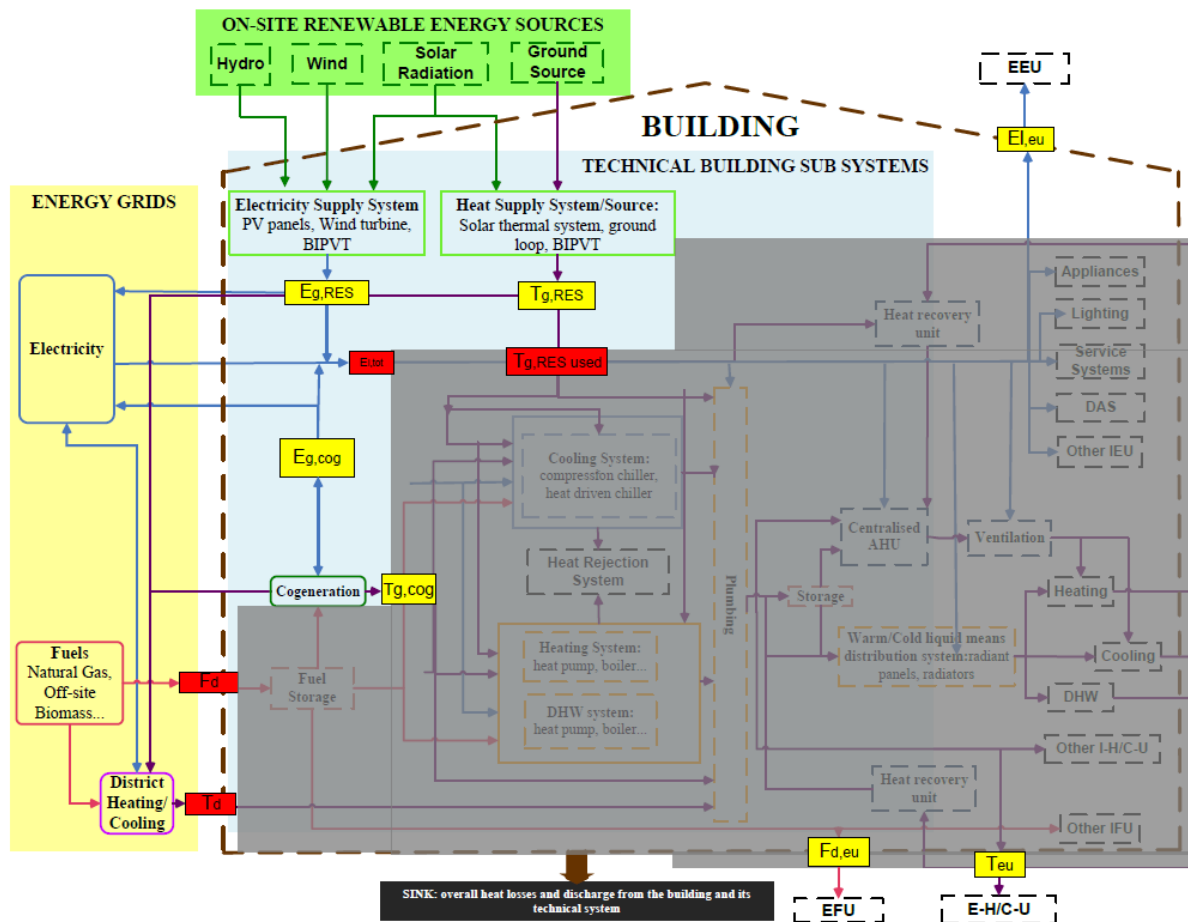 ON-SITE RENEWABLE ENERGY SOURCES
Hydro
Wind
Solar
Radiation
Ground
Source
EEU
El,eu
BUILDING
TECHNICAL BUILDING SUB SYSTEMS
ENERGY GRIDS
Electricity Supply System
PV panels, Wind turbine,
BIPVT
Heat Supply System/Source:
Solar thermal system, ground
loop, BIPVT
Eg,RES
Tg,RES
Electricity
El,tot
Tg,RES used
Heat recovery
unit
Appliances
Lighting
Service
Systems
DAS
Other IEU
Eg,cog
Cooling System:
compression chiller,
heat driven chiller
Heat Rejection
System
Plumbing
Centralised
AHU
Ventilation
Cogeneration
Tg,cog
Storage
Heating
Fuels
Natural Gas,
Off-site
Biomass...
Fd
Fuel
Storage
Heating System:
heat pump, boiler...
DHW system:
heat pump, boiler...
Warm/Cold liquid means
distribution system:radiant
panels, radiators
Cooling
DHW
Other I-H/C-U
District
Heating/
Cooling
Td
Heat recovery
unit
Other IFU
Fd,eu
Teu
SINK: overall heat losses and discharge from the building and its
technical system
EFU
E-H/C-U